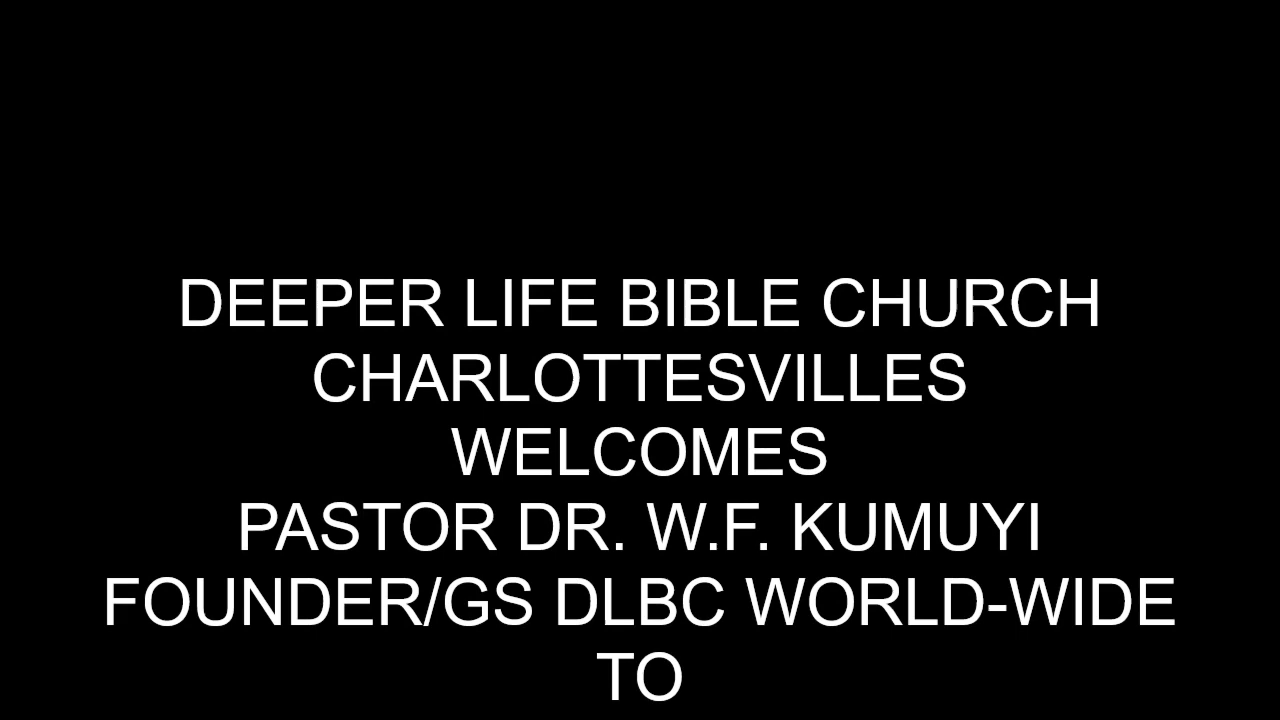 DEEPER LIFE BIBLE CHURCH
CHARLOTTESVILLES
WELCOMES
PASTOR DR. W.F. KUMUYI
FOUNDER/GS DLBC WORLD-WIDE
TO